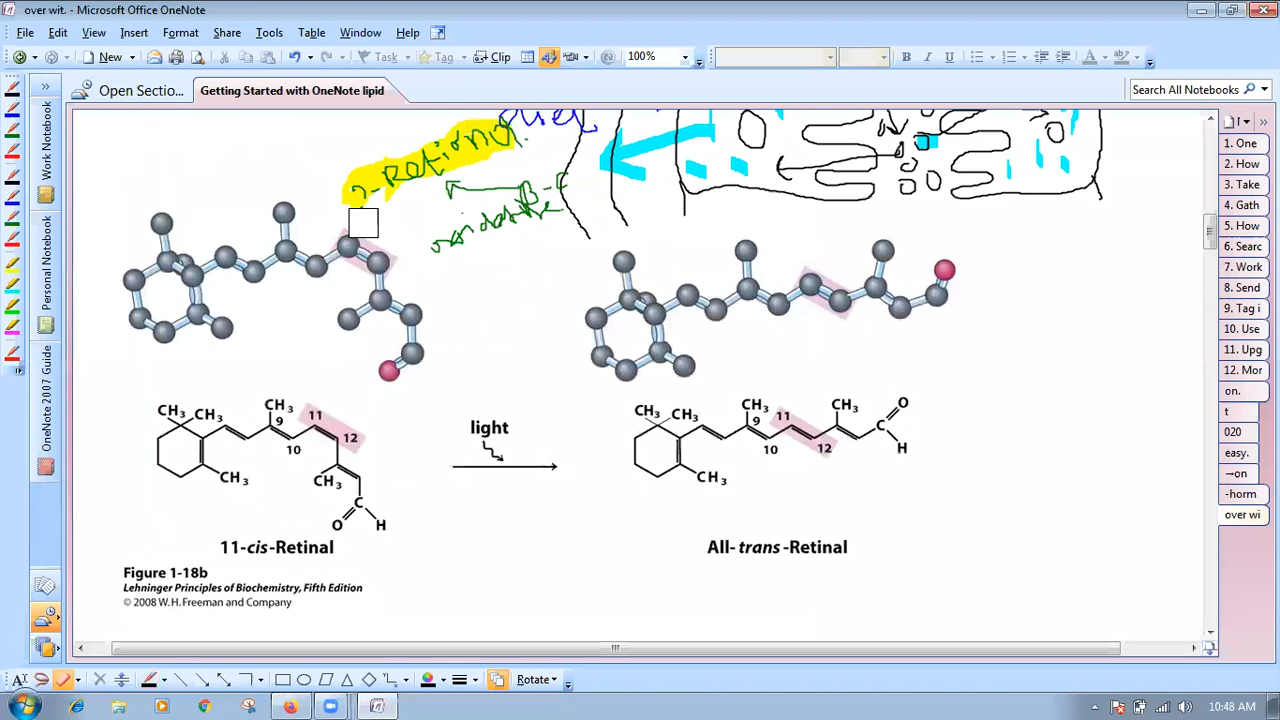 over wit. - Microsoft Office OneNote
File Edit View Insert Format Share Tools Table Window Help
Back New Tag Clip 100% B I U
Open Sectio... Getting Started with OneNote lipid Search All Notebooks
Work Notebook
Personal Notebook
OneNote 2007 Guide
1. One
2. How
3. Take
4. Gath
5. How
6. Searc
7. Work
8. Send
9. Tag i
10. Use
11. Upg
12. Mor
on.
t
020
easy.
→on
-horm
over wi
CH3 CH3 CH3 11
9 12
10
CH3 CH3
C
O H
light
CH3 CH3 CH3 11 CH3 O
9 C
10 12 H
CH3
11-cis-Retinal
All-trans-Retinal
Figure 1-18b
Lehninger Principles of Biochemistry, Fifth Edition
© 2008 W. H. Freeman and Company
Rotate
10:48 AM